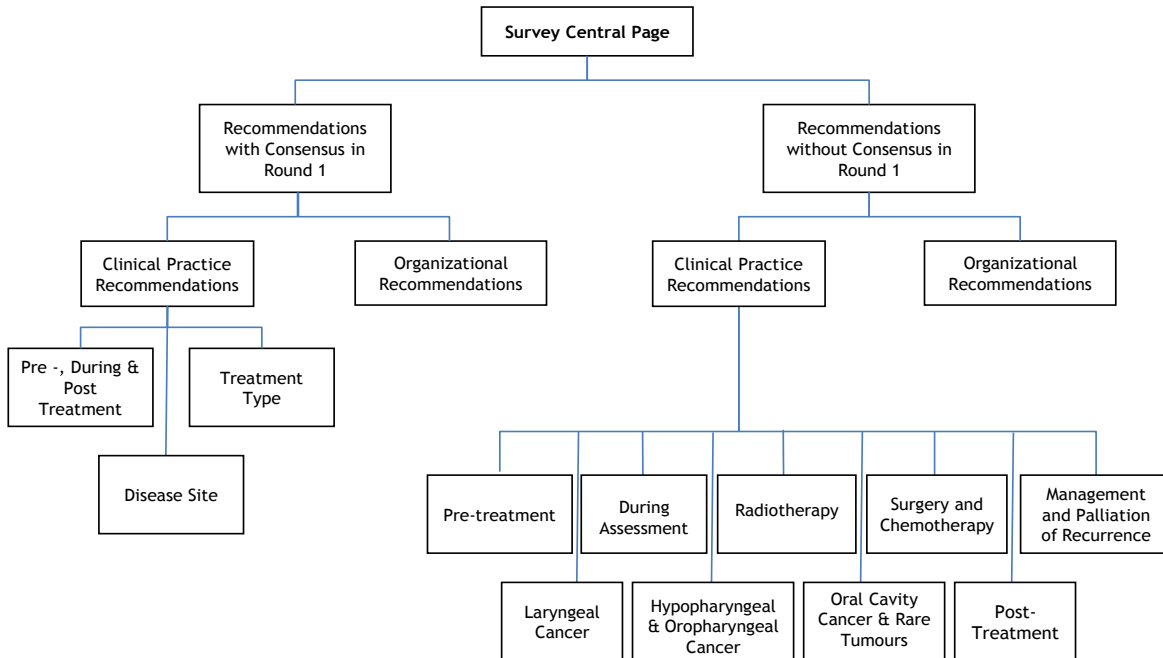 Survey Central Page
Recommendations
with Consensus in
Round 1
Recommendations
without Consensus in
Round 1
Clinical Practice
Recommendations
Organizational
Recommendations
Clinical Practice
Recommendations
Organizational
Recommendations
Pre -, During &
Post
Treatment
Treatment
Type
Disease Site
Pre-treatment
During
Assessment
Radiotherapy
Surgery and
Chemotherapy
Management
and Palliation
of Recurrence
Laryngeal
Cancer
Hypopharyngeal
& Oropharyngeal
Cancer
Oral Cavity
Cancer & Rare
Tumours
Post-
Treatment